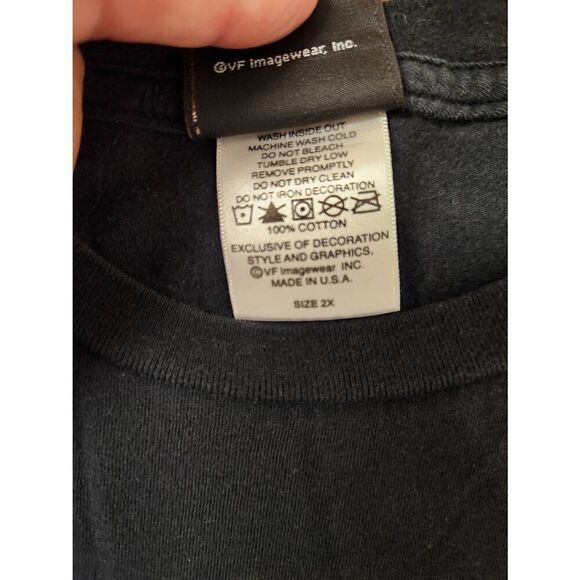 ©VF Imagewear, Inc.
WASH INSIDE OUT
MACHINE WASH COLD
DO NOT BLEACH
TUMBLE DRY LOW
REMOVE PROMPTLY
DO NOT DRY CLEAN
DO NOT IRON DECORATION
100% COTTON
EXCLUSIVE OF DECORATION
STYLE AND GRAPHICS,
©VF Imagewear INC.
MADE IN U.S.A.
SIZE 2X